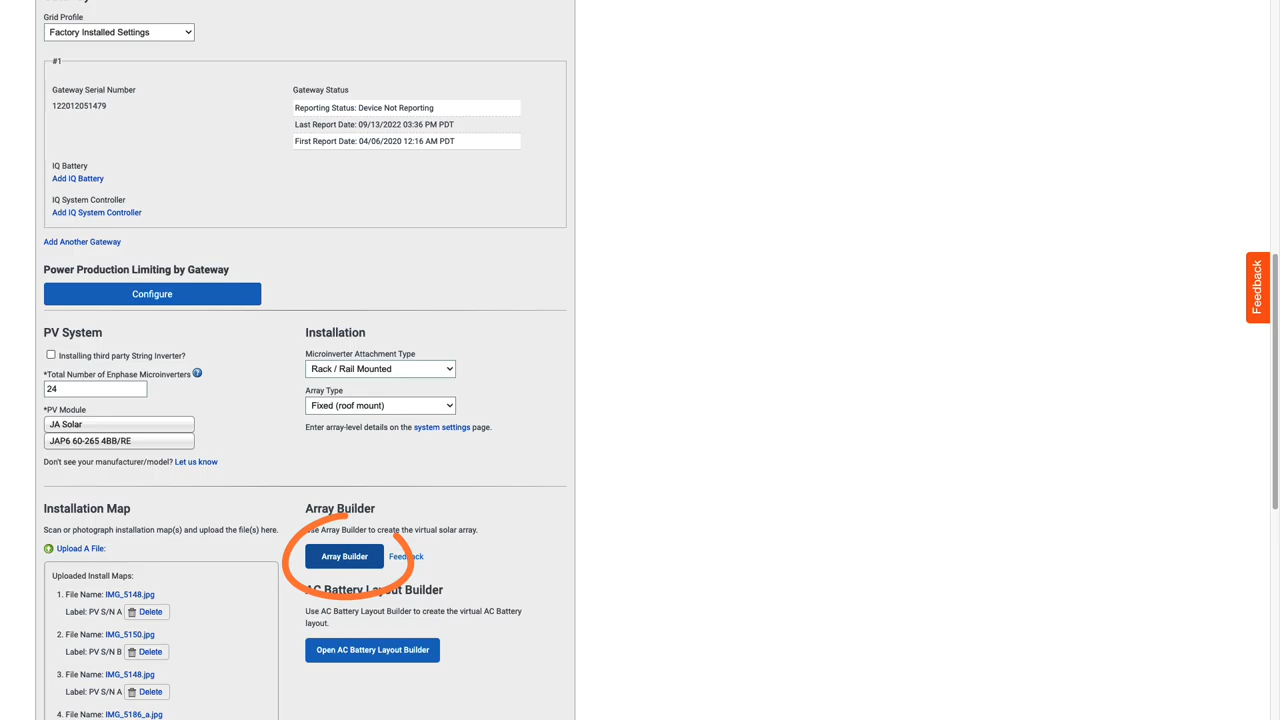 Grid Profile
Factory Installed Settings
#1
Gateway Serial Number
122012051479
Gateway Status
Reporting Status: Device Not Reporting
Last Report Date: 09/13/2022 03:36 PM PDT
First Report Date: 04/06/2020 12:16 AM PDT
IQ Battery
Add IQ Battery
IQ System Controller
Add IQ System Controller
Add Another Gateway
Power Production Limiting by Gateway
Configure
PV System
Installing third party String Inverter?
*Total Number of Enphase Microinverters
24
*PV Module
JA Solar
JAP6 60-265 4BB/RE
Don't see your manufacturer/model? Let us know
Installation
Microinverter Attachment Type
Rack / Rail Mounted
Array Type
Fixed (roof mount)
Enter array-level details on the system settings page.
Installation Map
Scan or photograph installation map(s) and upload the file(s) here.
Upload A File:
Uploaded Install Maps:
1. File Name: IMG_5148.jpg
Label: PV S/N A Delete
2. File Name: IMG_5150.jpg
Label: PV S/N B Delete
3. File Name: IMG_5148.jpg
Label: PV S/N A Delete
4. File Name: IMG_5186_a.jpg
Array Builder
Use Array Builder to create the virtual solar array.
Array Builder Feedback
AC Battery Layout Builder
Use AC Battery Layout Builder to create the virtual AC Battery
layout.
Open AC Battery Layout Builder
Feedback